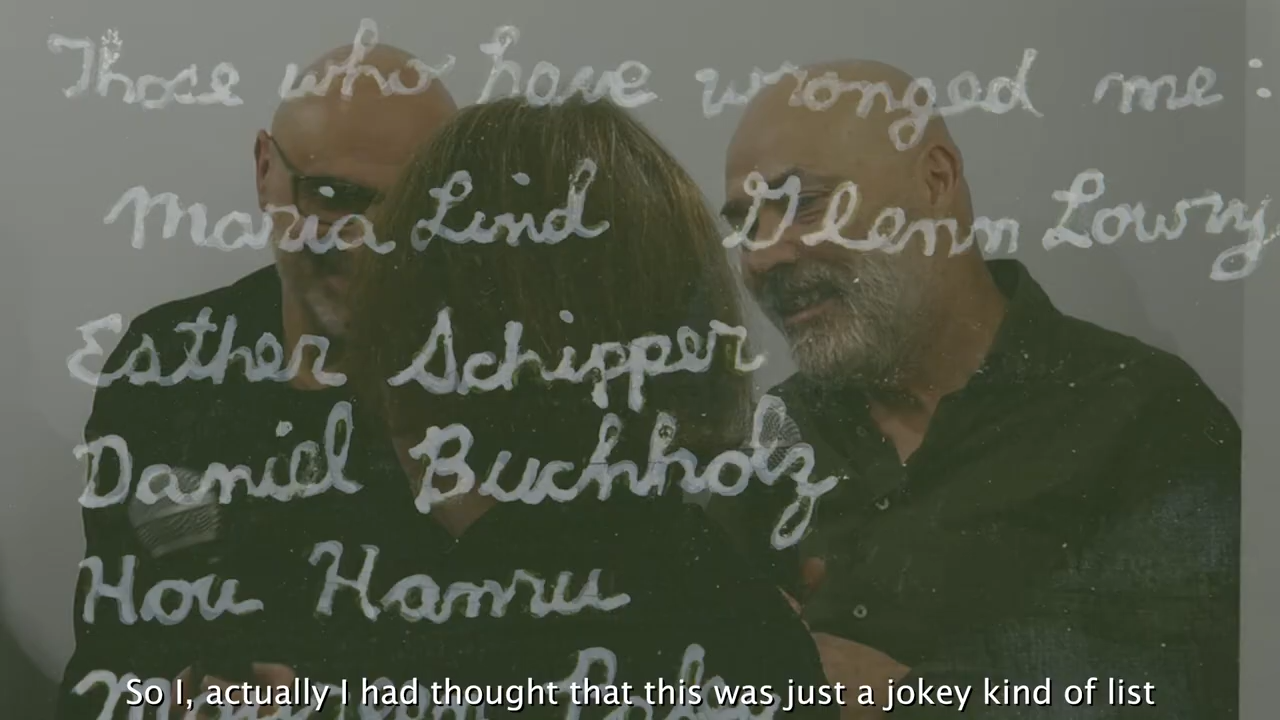 Those who have wronged me :
Maria Lind Glenn Lowry
Esther Schipper
Daniel Buchholz
Hou Hanru
So I, actually I had thought that this was just a jokey kind of list